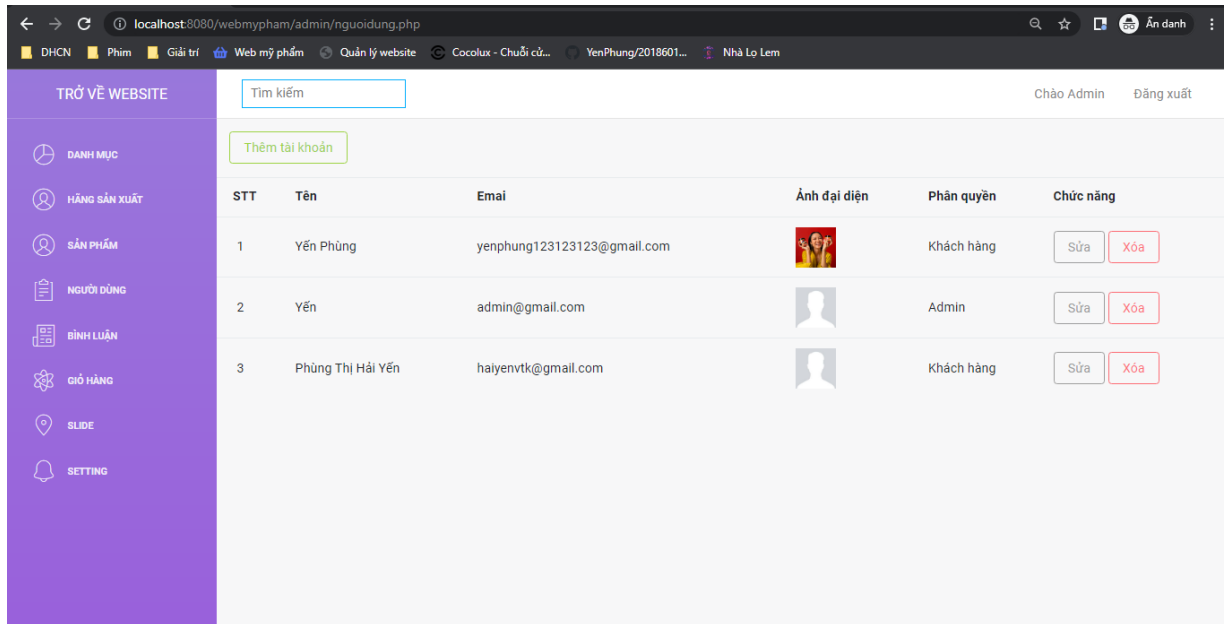 localhost:8080/webmypham/admin/nguoidung.php Ẩn danh
DHCN Phim Giải trí Web mỹ phẩm Quản lý website Cocolux - Chuỗi cử... YenPhung/2018601... Nhà Lọ Lem
TRỞ VỀ WEBSITE Tìm kiếm Chào Admin Đăng xuất
Thêm tài khoản
DANH MỤC
HÃNG SẢN XUẤT
SẢN PHẨM
NGƯỜI DÙNG
BÌNH LUẬN
GIỎ HÀNG
SLIDE
SETTING
STT Tên Emai Ảnh đại diện Phân quyền Chức năng
1 Yến Phùng yenphung123123123@gmail.com Khách hàng Sửa Xóa
2 Yến admin@gmail.com Admin Sửa Xóa
3 Phùng Thị Hải Yến haiyenvtk@gmail.com Khách hàng Sửa Xóa